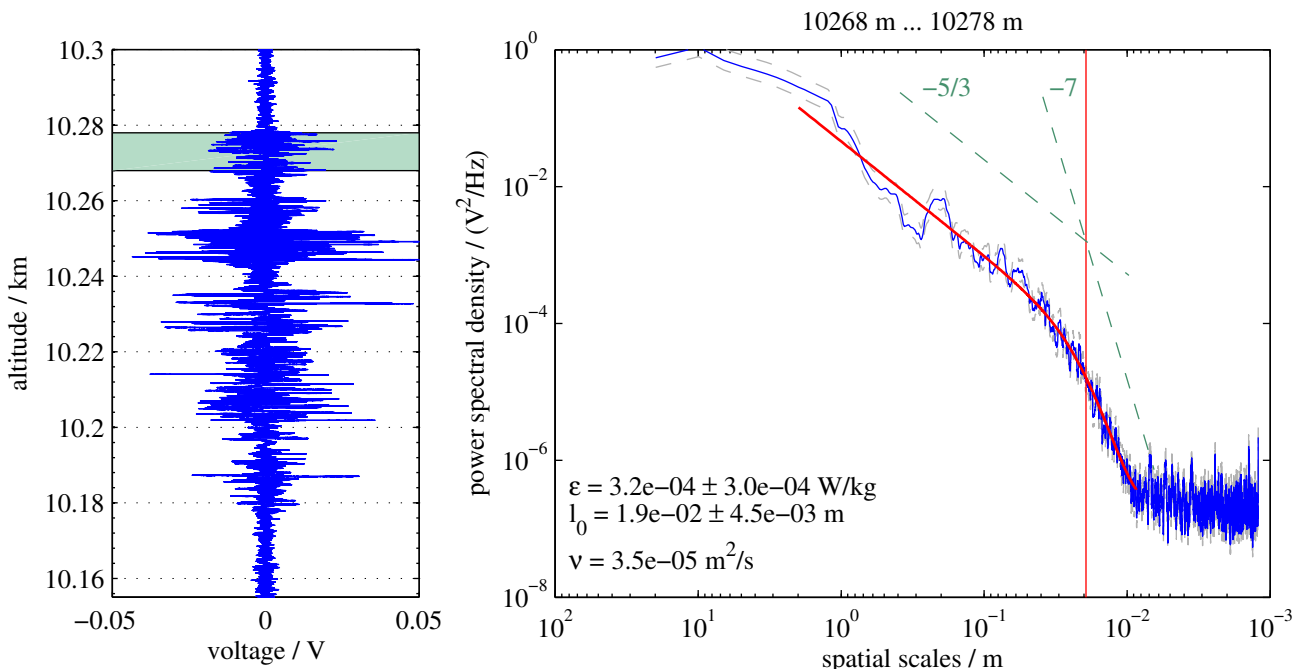 10268 m ... 10278 m
10.3
10.28
10.26
10.24
10.22
10.2
10.18
10.16
altitude / km
−0.05 0 0.05
voltage / V
10^0
10^−2
10^−4
10^−6
10^−8
power spectral density / (V^2/Hz)
−5/3
−7
ε = 3.2e−04 ± 3.0e−04 W/kg
l_0 = 1.9e−02 ± 4.5e−03 m
ν = 3.5e−05 m^2/s
10^2 10^1 10^0 10^−1 10^−2 10^−3
spatial scales / m